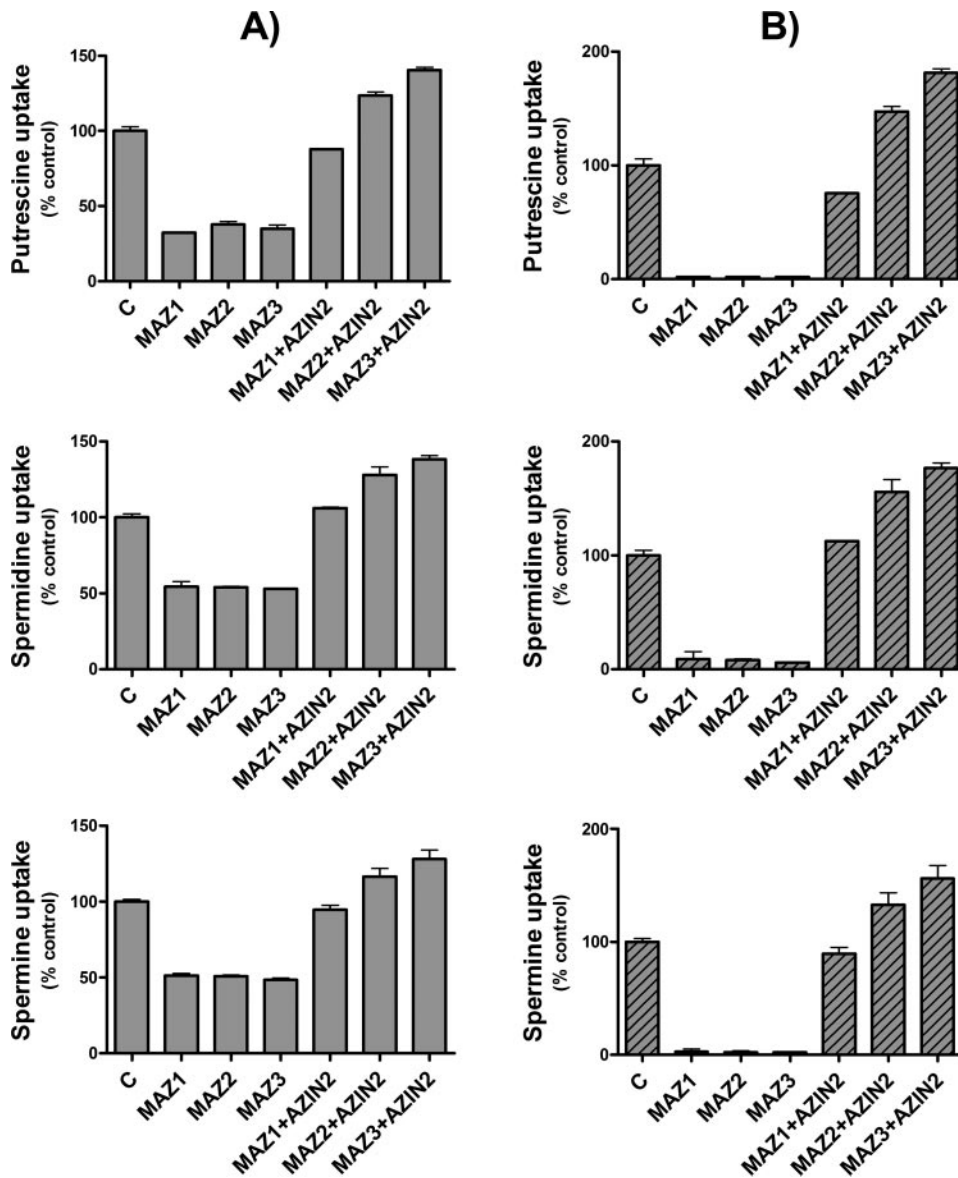 A)
Putrescine uptake
(% control)
150
100
50
0
C
MAZ1
MAZ2
MAZ3
MAZ1+AZIN2
MAZ2+AZIN2
MAZ3+AZIN2
Spermidine uptake
(% control)
150
100
50
0
C
MAZ1
MAZ2
MAZ3
MAZ1+AZIN2
MAZ2+AZIN2
MAZ3+AZIN2
Spermine uptake
(% control)
150
100
50
0
C
MAZ1
MAZ2
MAZ3
MAZ1+AZIN2
MAZ2+AZIN2
MAZ3+AZIN2
B)
Putrescine uptake
(% control)
200
100
0
C
MAZ1
MAZ2
MAZ3
MAZ1+AZIN2
MAZ2+AZIN2
MAZ3+AZIN2
Spermidine uptake
(% control)
200
100
0
C
MAZ1
MAZ2
MAZ3
MAZ1+AZIN2
MAZ2+AZIN2
MAZ3+AZIN2
Spermine uptake
(% control)
200
100
0
C
MAZ1
MAZ2
MAZ3
MAZ1+AZIN2
MAZ2+AZIN2
MAZ3+AZIN2